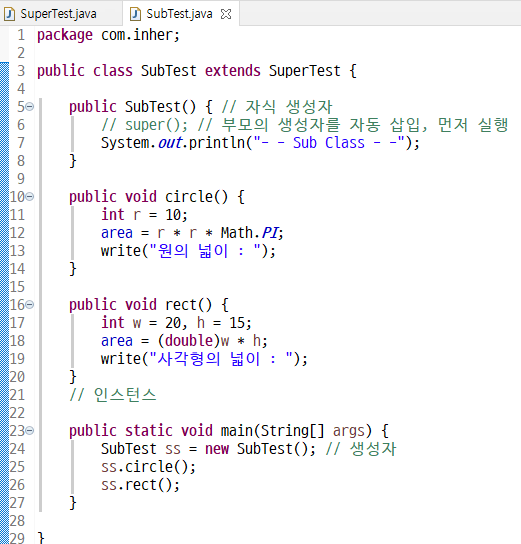 SuperTest.java
SubTest.java
1 package com.inher;
2
3 public class SubTest extends SuperTest {
4
5 public SubTest() { // 자식 생성자
6 // super(); // 부모의 생성자를 자동 삽입, 먼저 실행
7 System.out.println("- - Sub Class - -");
8 }
9
10 public void circle() {
11 int r = 10;
12 area = r * r * Math.PI;
13 write("원의 넓이 : ");
14 }
15
16 public void rect() {
17 int w = 20, h = 15;
18 area = (double)w * h;
19 write("사각형의 넓이 : ");
20 }
21 // 인스턴스
22
23 public static void main(String[] args) {
24 SubTest ss = new SubTest(); // 생성자
25 ss.circle();
26 ss.rect();
27 }
28
29 }